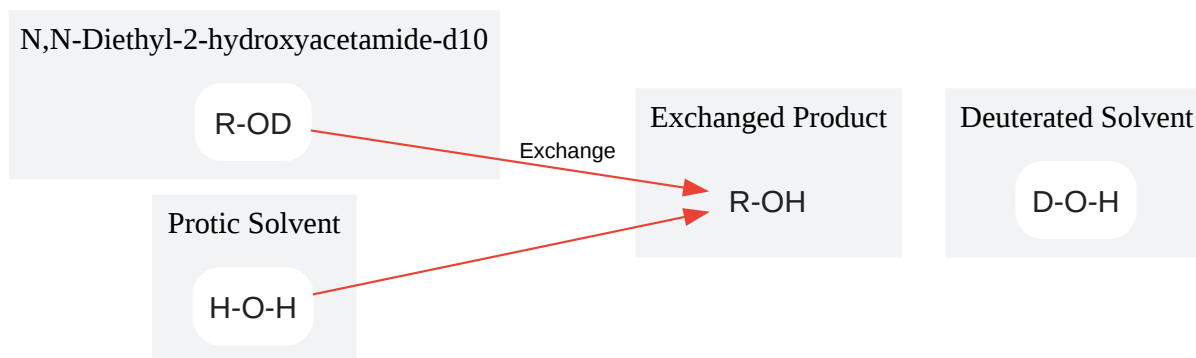 N,N-Diethyl-2-hydroxyacetamide-d10
R-OD
Exchange
Protic Solvent
H-O-H
Exchanged Product
R-OH
Deuterated Solvent
D-O-H